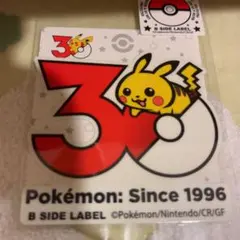 30
B SIDE LABEL
30
Pokémon: Since 1996
B SIDE LABEL ©Pokémon/Nintendo/CR/GF